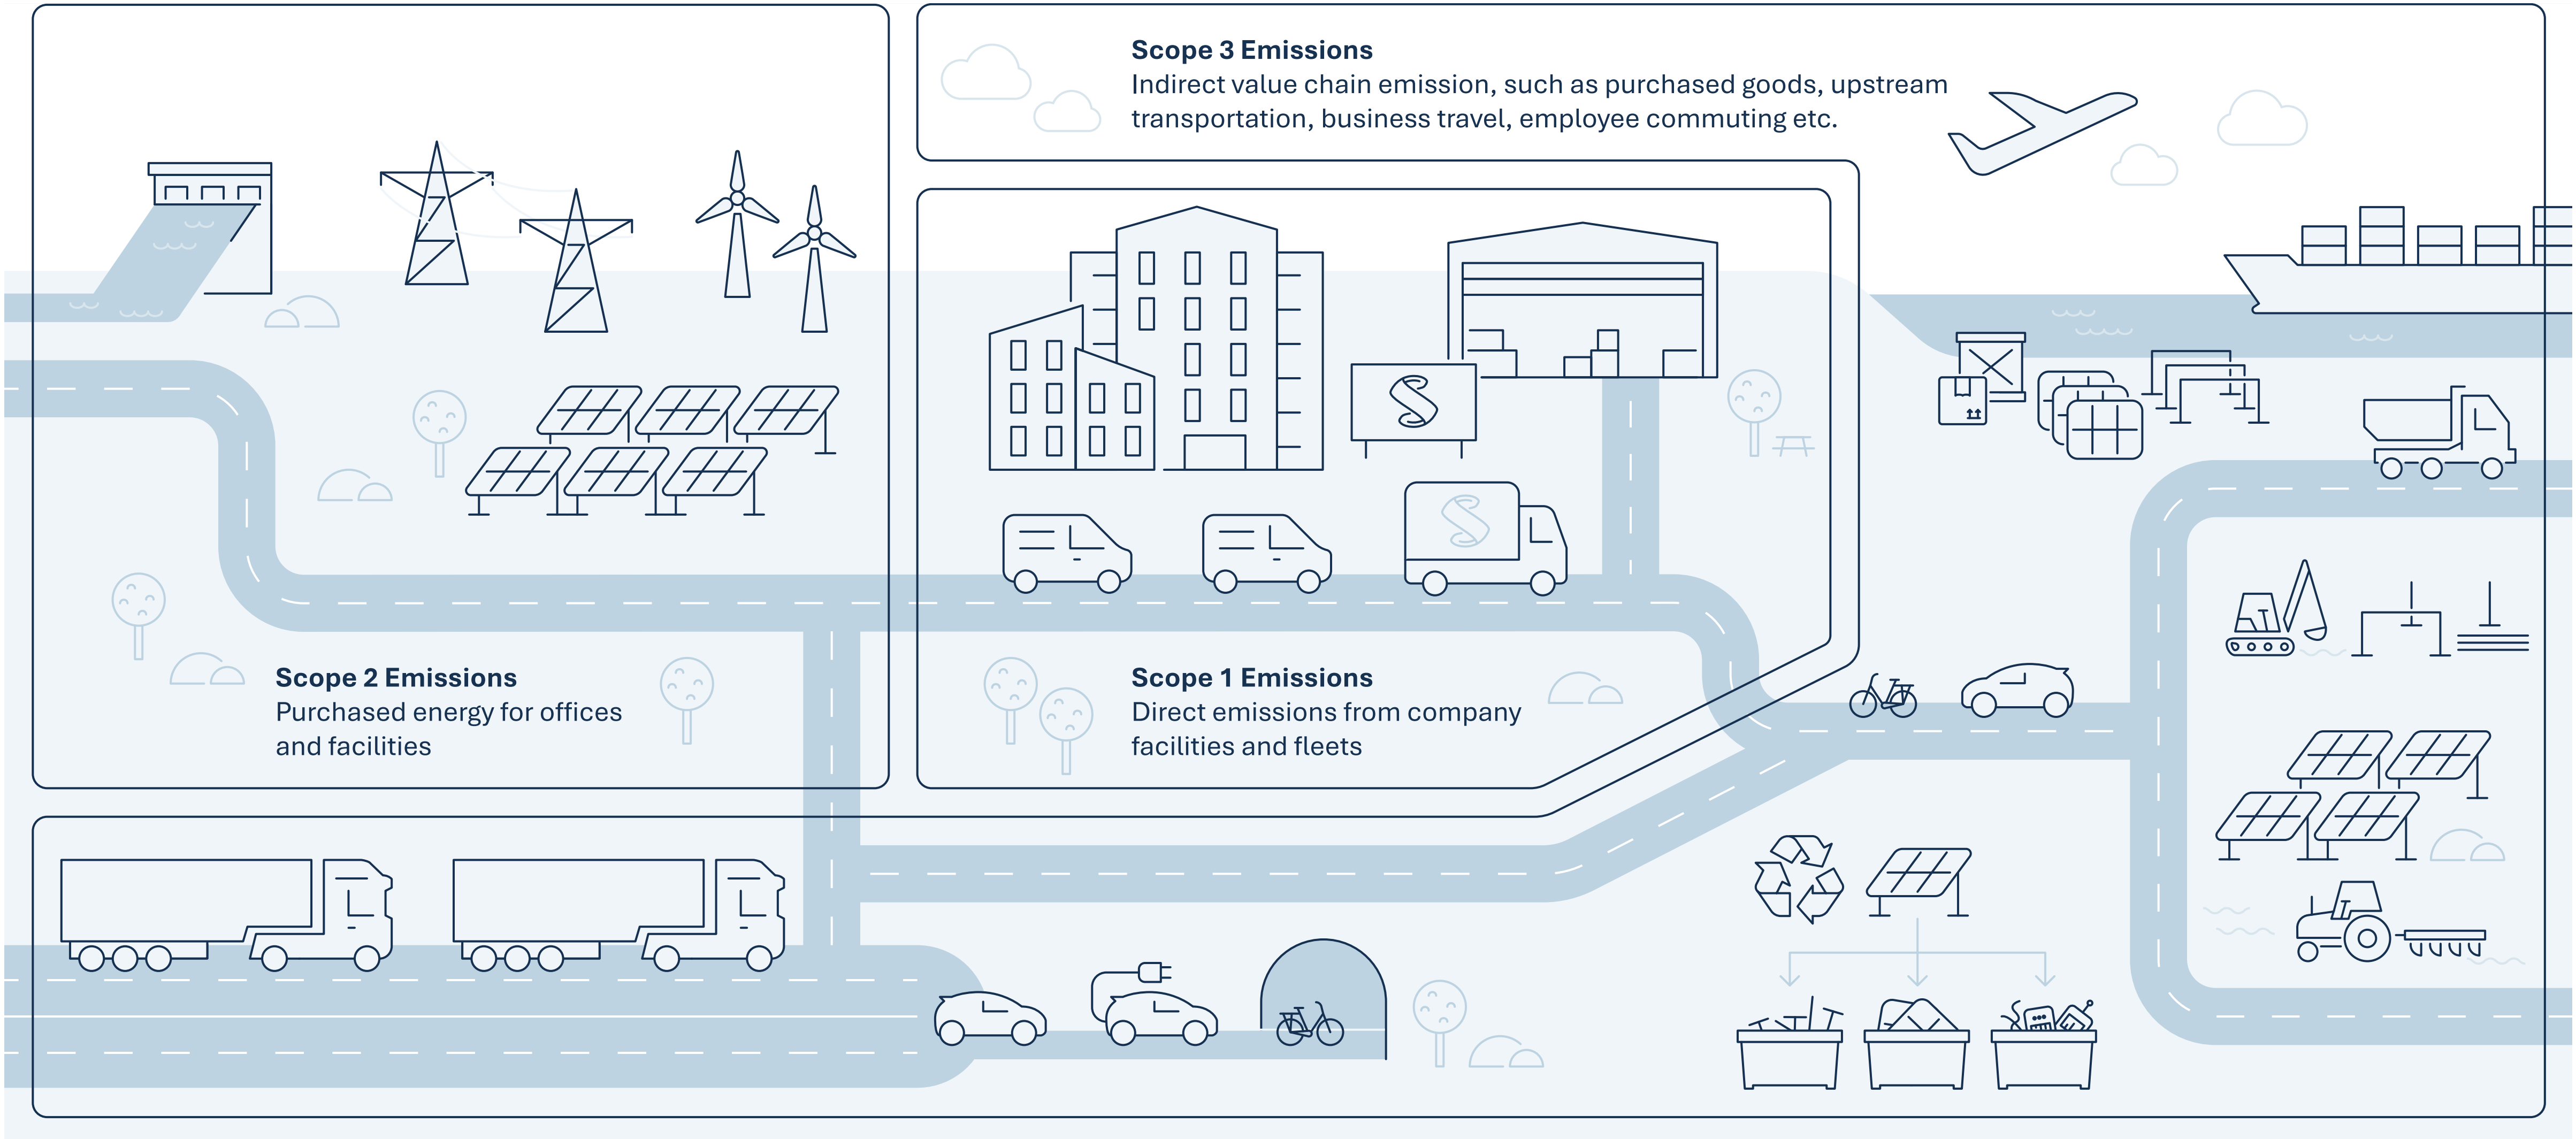 Scope 3 Emissions
Indirect value chain emission, such as purchased goods, upstream
transportation, business travel, employee commuting etc.
Scope 2 Emissions
Purchased energy for offices
and facilities
Scope 1 Emissions
Direct emissions from company
facilities and fleets